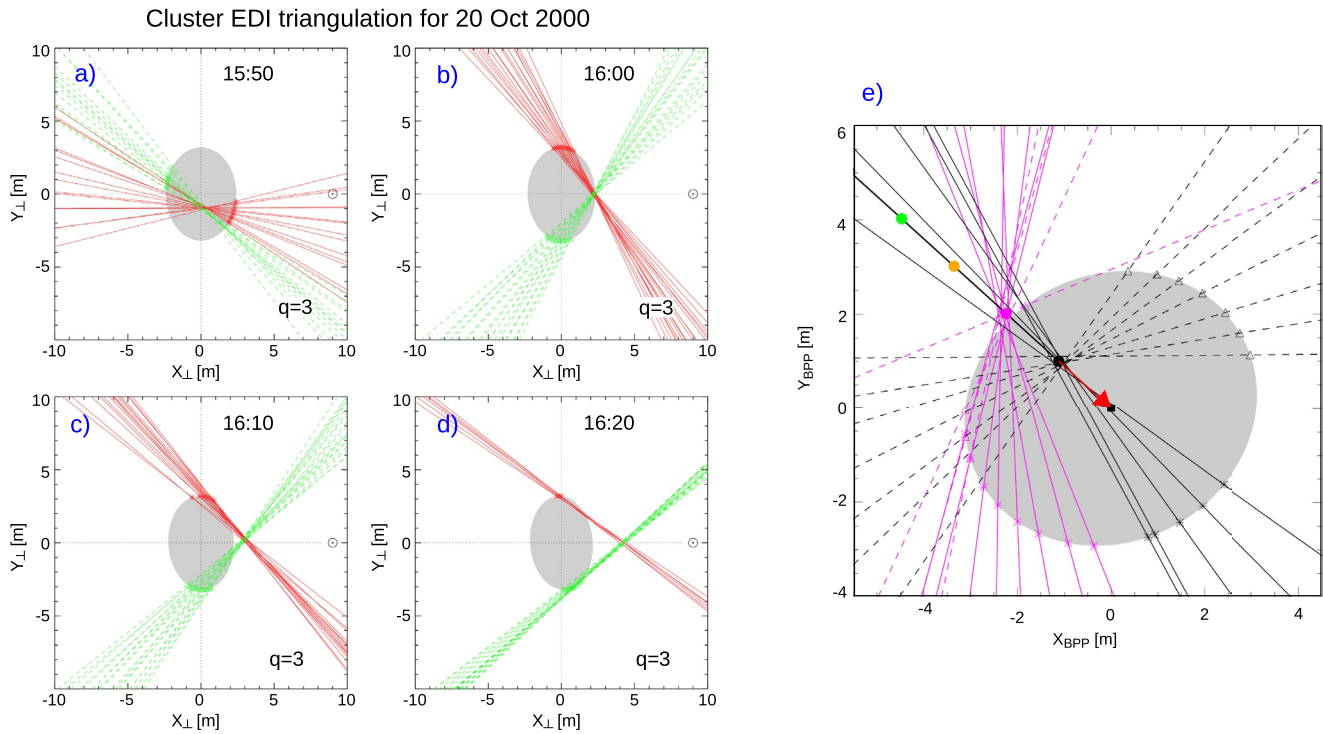 Cluster EDI triangulation for 20 Oct 2000
a)
15:50
10
5
0
-5
-10
-5
0
5
10
Y⊥ [m]
X⊥ [m]
q=3
b)
16:00
10
5
0
-5
-10
-5
0
5
10
Y⊥ [m]
X⊥ [m]
q=3
c)
16:10
10
5
0
-5
-10
-5
0
5
10
Y⊥ [m]
X⊥ [m]
q=3
d)
16:20
10
5
0
-5
-10
-5
0
5
10
Y⊥ [m]
X⊥ [m]
q=3
e)
6
4
2
0
-2
-4
-4
-2
0
2
4
YBPP [m]
XBPP [m]